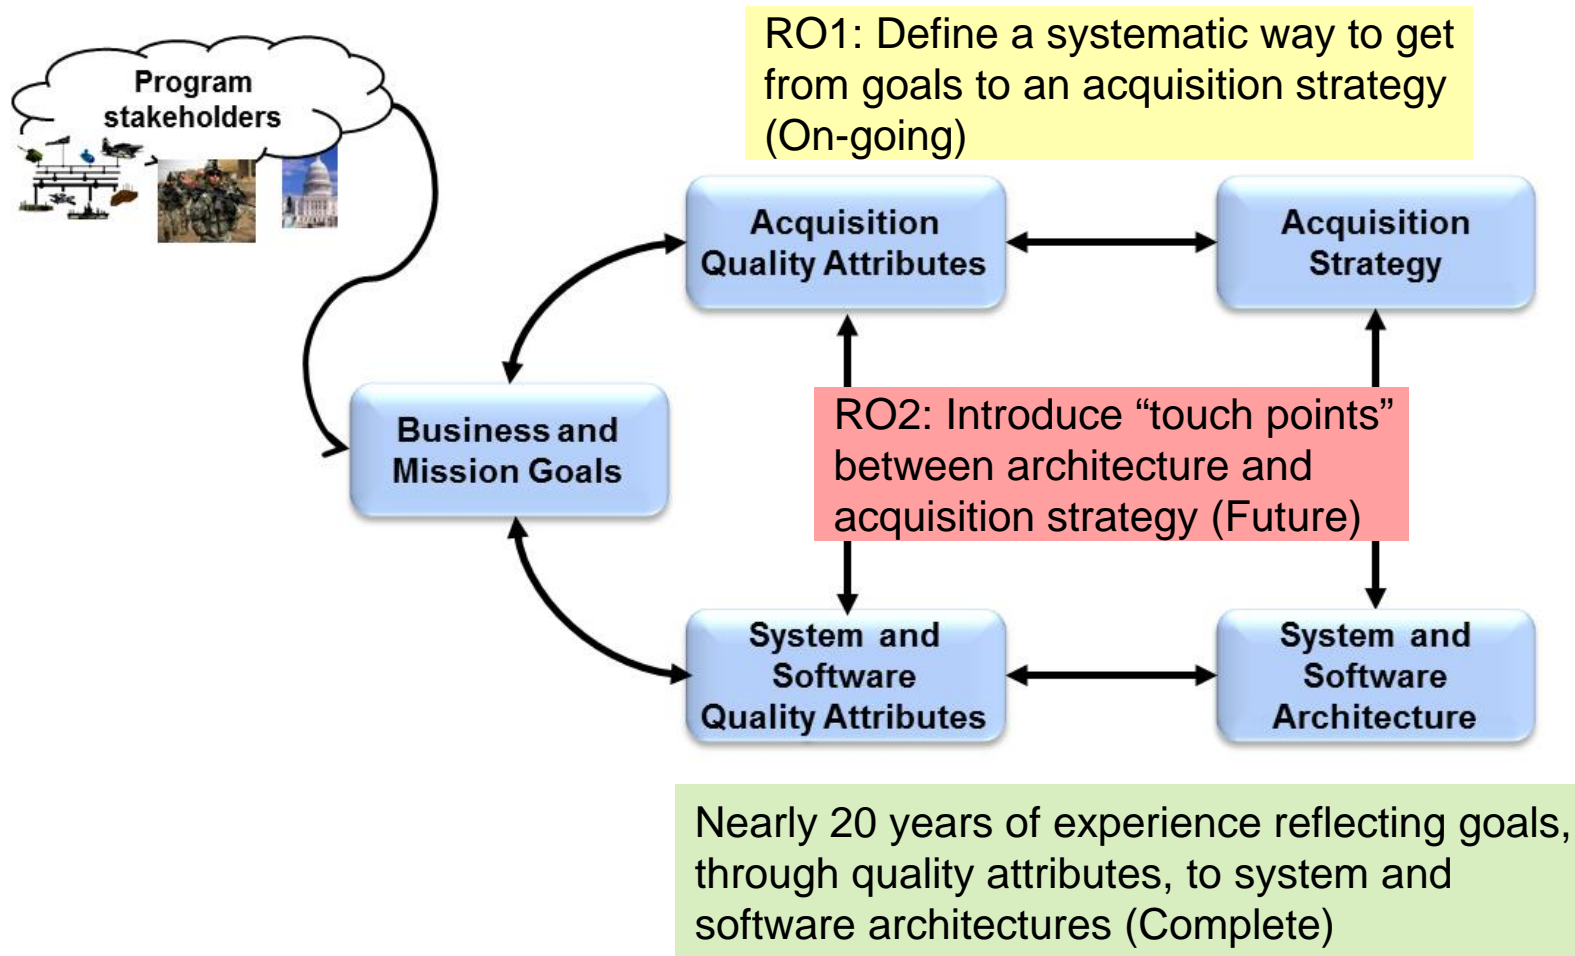 RO1: Define a systematic way to get
from goals to an acquisition strategy
(On-going)
Program
stakeholders
Acquisition
Quality Attributes
Acquisition
Strategy
Business and
Mission Goals
RO2: Introduce “touch points”
between architecture and
acquisition strategy (Future)
System and
Software
Quality Attributes
System and
Software
Architecture
Nearly 20 years of experience reflecting goals,
through quality attributes, to system and
software architectures (Complete)